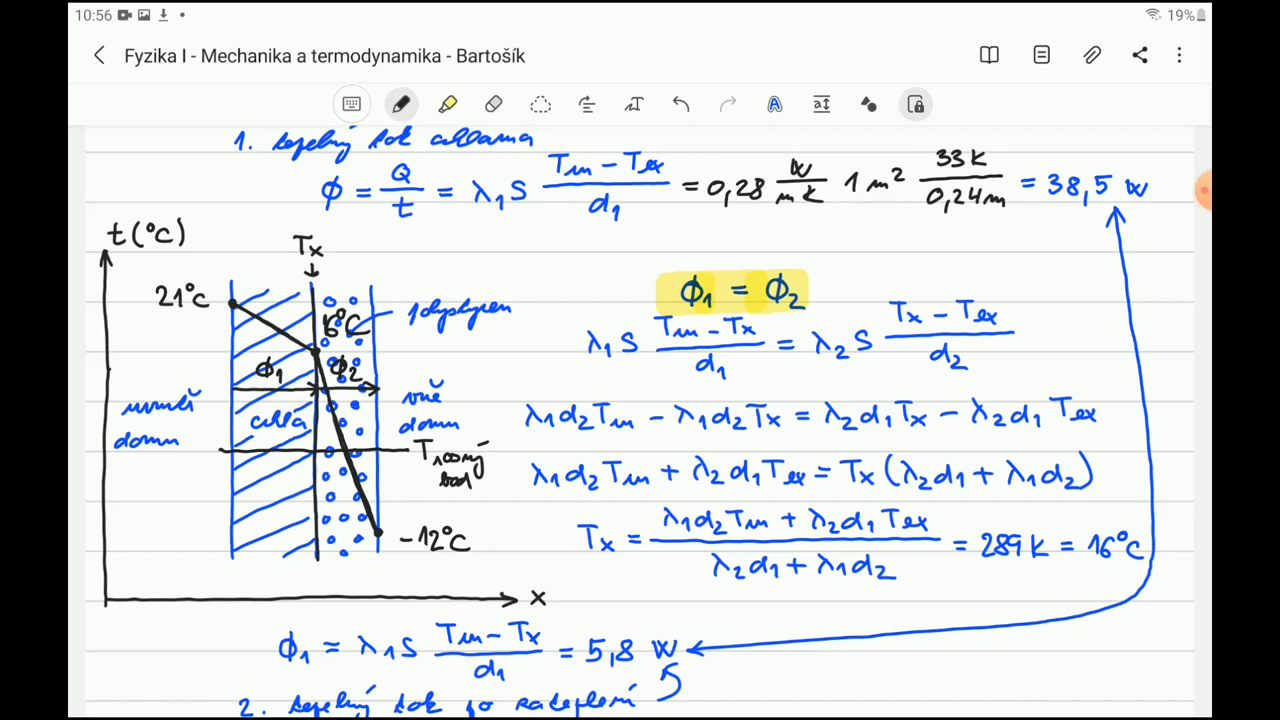 10:56 19%
Fyzika I - Mechanika a termodynamika - Bartošík
1. tepelný tok cihlama
ϕ = Q/t = λ₁ S (Tin − Tex)/d₁ = 0,28 W/mK 1 m² 33 K/0,24 m = 38,5 W
t (°C)
Tx
21°C
16°C
polystyren
ϕ₁ = ϕ₂
λ₁ S (Tin − Tx)/d₁ = λ₂ S (Tx − Tex)/d₂
ϕ₁ ϕ₂
uvnitř domu
cihla
vně domu
λ₁d₂Tin − λ₁d₂Tx = λ₂d₁Tx − λ₂d₁Tex
T rosný bod
λ₁d₂Tin + λ₂d₁Tex = Tx (λ₂d₁ + λ₁d₂)
−12°C
Tx = (λ₁d₂Tin + λ₂d₁Tex)/(λ₂d₁ + λ₁d₂) = 289 K = 16°C
x
ϕ₁ = λ₁ S (Tin − Tx)/d₁ = 5,8 W
2. tepelný tok po zateplení